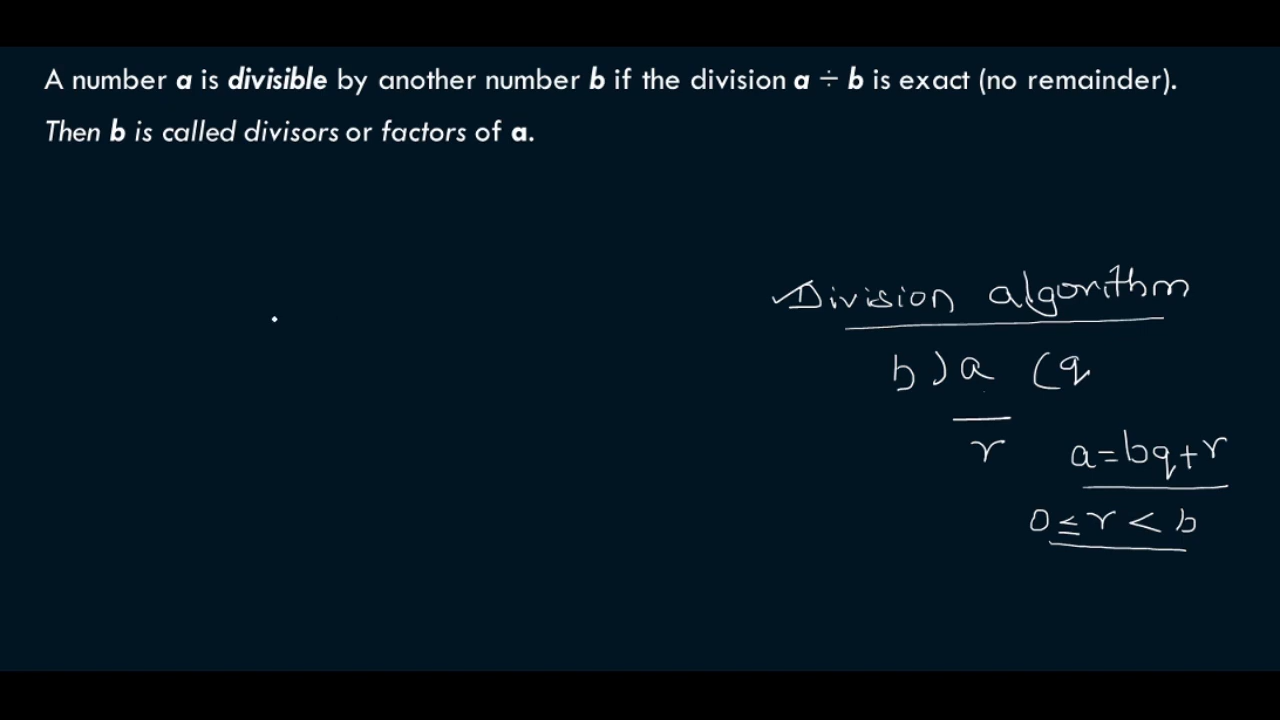 A number a is divisible by another number b if the division a ÷ b is exact (no remainder).
Then b is called divisors or factors of a.
Division algorithm
b ) a ( q
r
a = bq + r
0 ≤ r < b